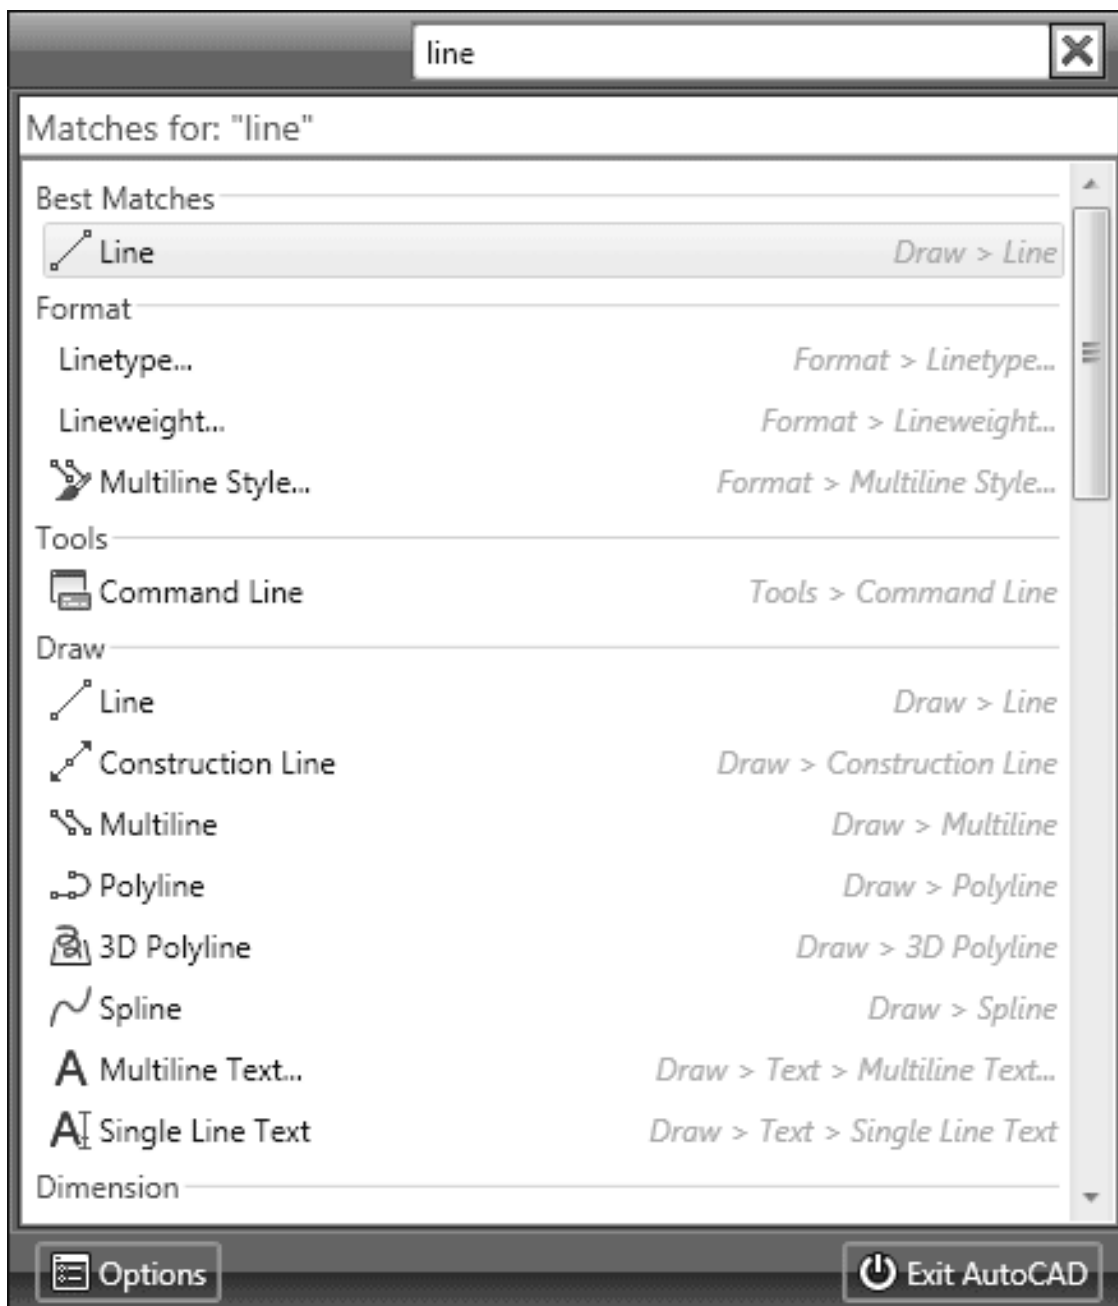 line
Matches for: "line"
Best Matches
Line Draw > Line
Format
Linetype... Format > Linetype...
Lineweight... Format > Lineweight...
Multiline Style... Format > Multiline Style...
Tools
Command Line Tools > Command Line
Draw
Line Draw > Line
Construction Line Draw > Construction Line
Multiline Draw > Multiline
Polyline Draw > Polyline
3D Polyline Draw > 3D Polyline
Spline Draw > Spline
Multiline Text... Draw > Text > Multiline Text...
Single Line Text Draw > Text > Single Line Text
Dimension
Options Exit AutoCAD